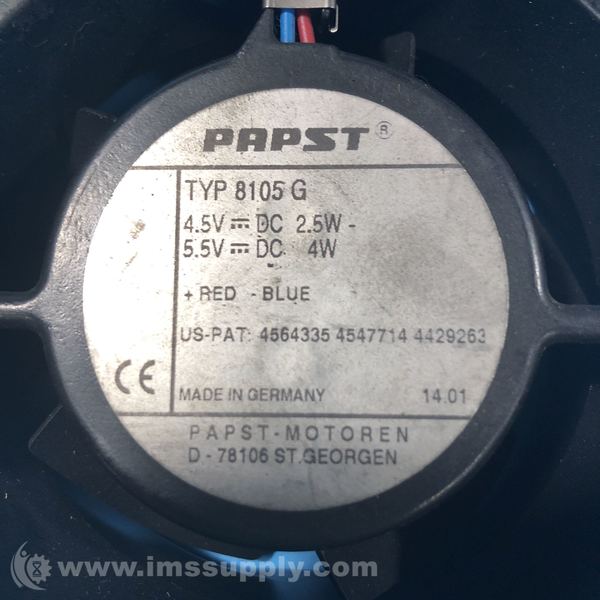 PAPST ®
TYP 8105 G
4.5V ⎓ DC 2.5W -
5.5V ⎓ DC 4W
+ RED - BLUE
US-PAT: 4564335 4547714 4429263
CE
MADE IN GERMANY 14.01
PAPST-MOTOREN
D - 78106 ST.GEORGEN
www.imssupply.com